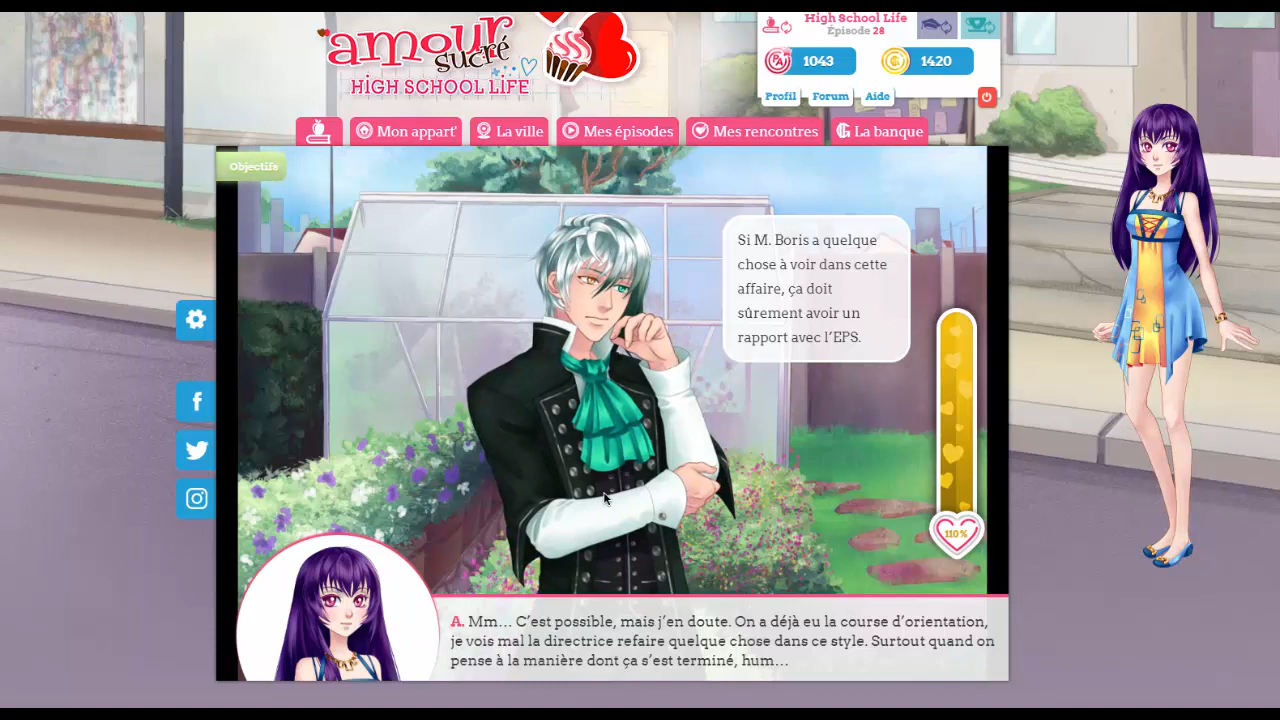 amour
sucré
HIGH SCHOOL LIFE
High School Life
Épisode 28
1043
1420
Profil
Forum
Aide
Mon appart'
La ville
Mes épisodes
Mes rencontres
La banque
Objectifs
Si M. Boris a quelque
chose à voir dans cette
affaire, ça doit
sûrement avoir un
rapport avec l’EPS.
110%
A. Mm... C’est possible, mais j’en doute. On a déjà eu la course d’orientation,
je vois mal la directrice refaire quelque chose dans ce style. Surtout quand on
pense à la manière dont ça s’est terminé, hum...